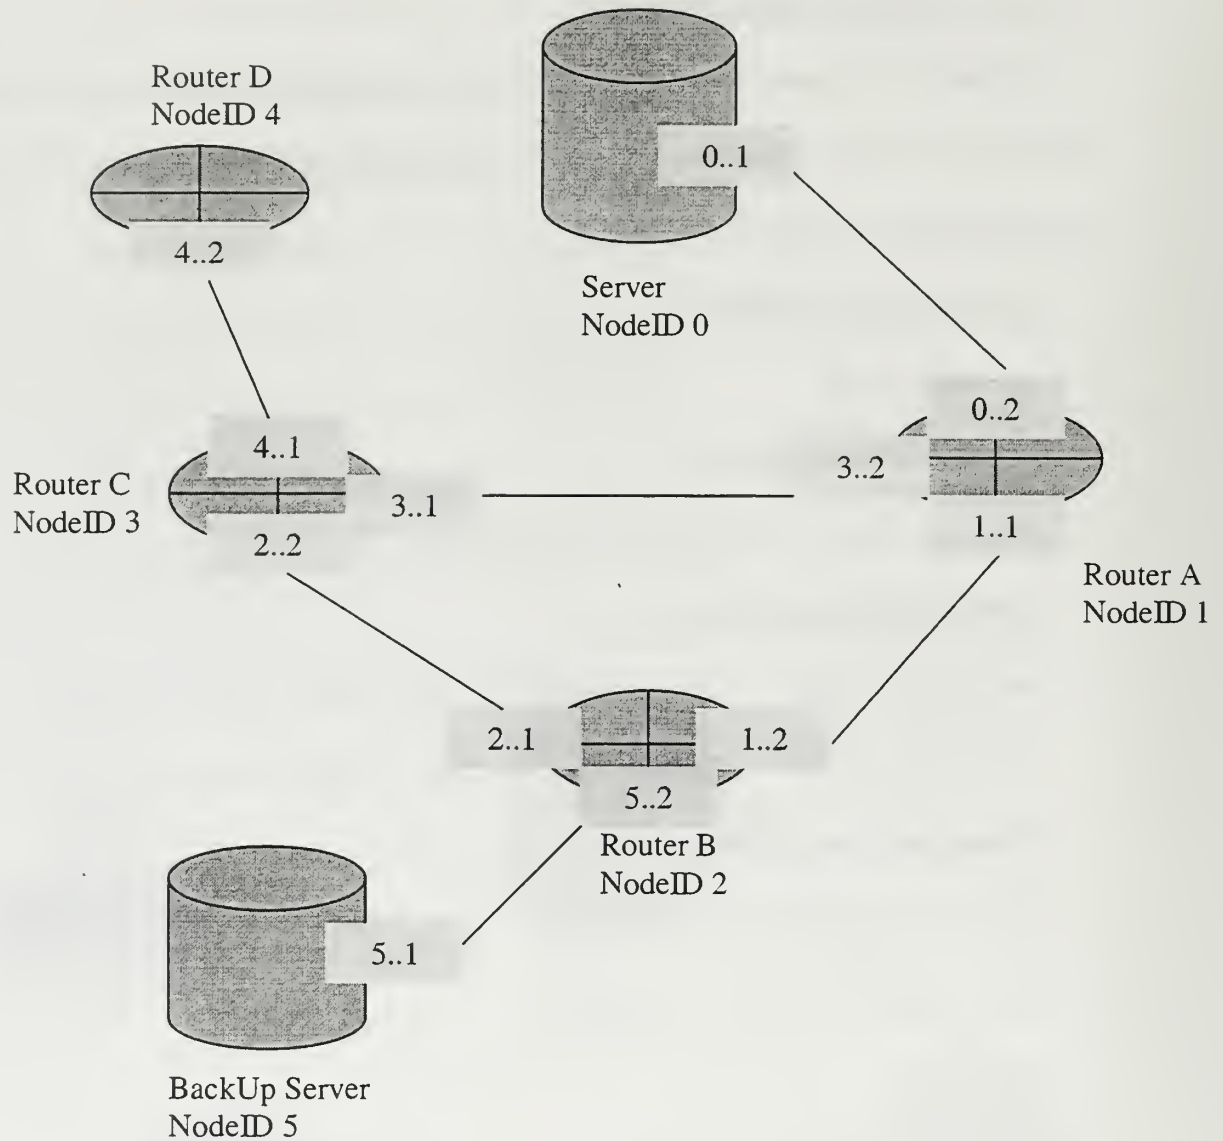 Router D
NodeID 4
4..2
0..1
Server
NodeID 0
0..2
3..2
1..1
Router A
NodeID 1
4..1
Router C
NodeID 3
3..1
2..2
2..1
1..2
5..2
Router B
NodeID 2
5..1
BackUp Server
NodeID 5